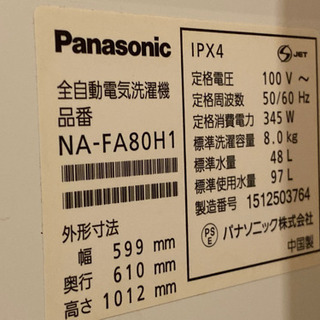 Panasonic
全自動電気洗濯機
品番
NA-FA80H1
外形寸法
幅 599 mm
奥行 610 mm
高さ 1012 mm
IPX4
S JET
定格電圧 100 V ~
定格周波数 50/60 Hz
定格消費電力 345 W
標準洗濯容量 8.0 kg
標準水量 48 L
標準使用水量 97 L
製造番号 1512503764
PSE パナソニック株式会社
中国製